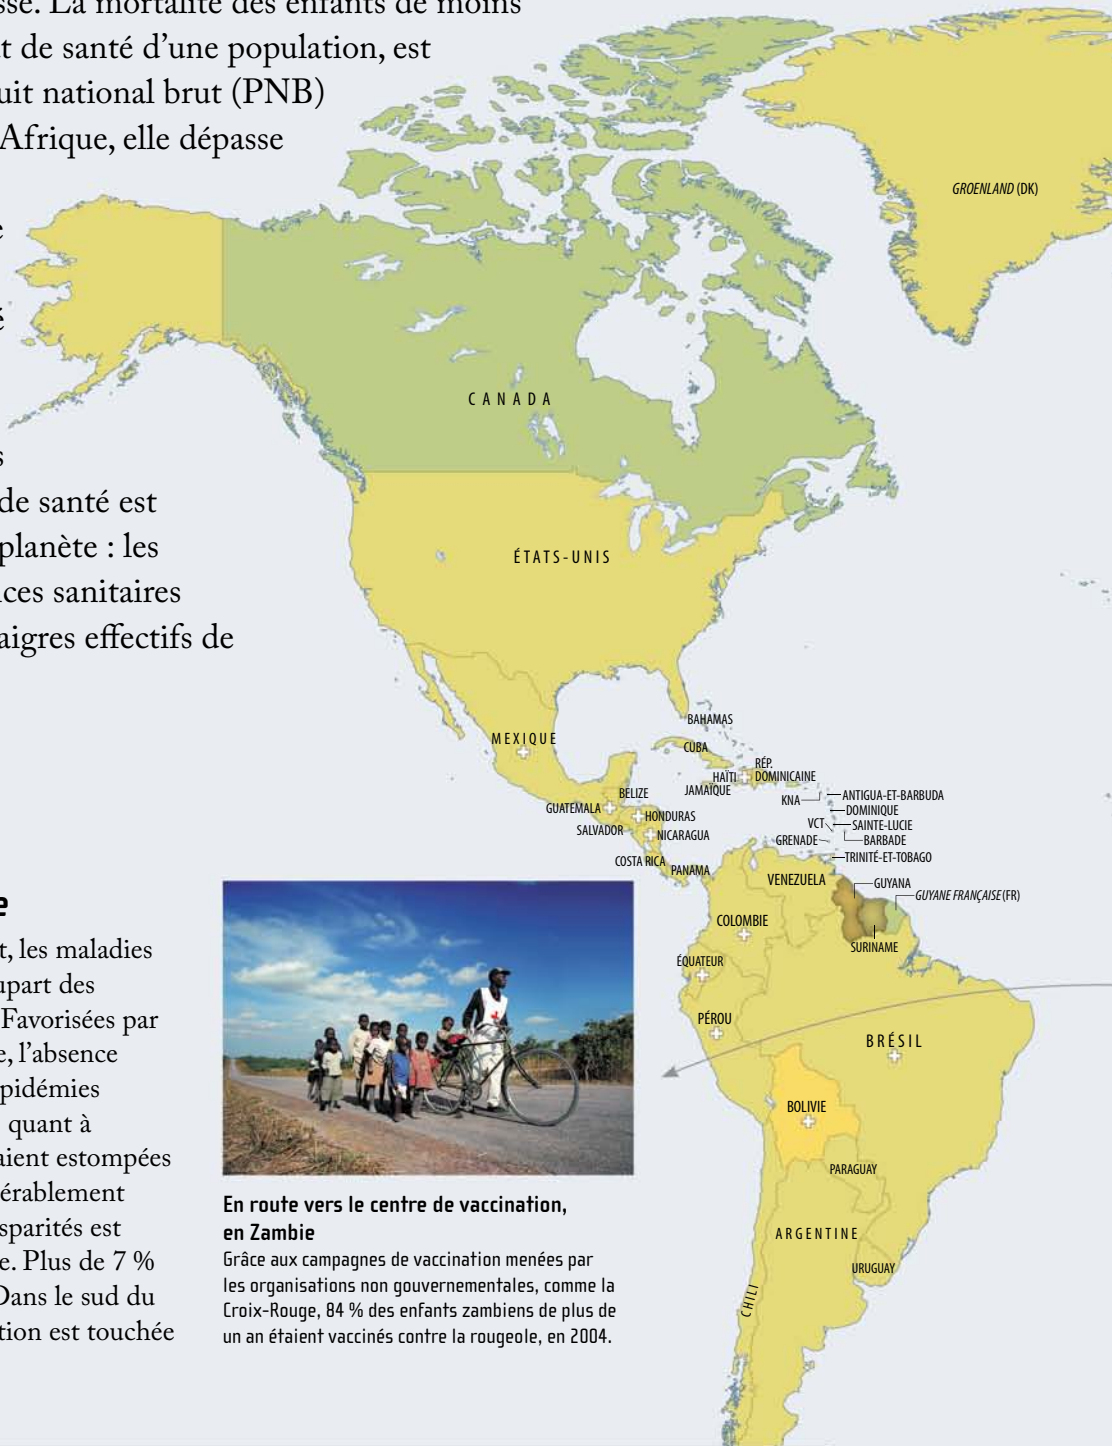 sse. La mortalité des enfants de moins
t de santé d'une population, est
uit national brut (PNB)
Afrique, elle dépasse
e
é
s
de santé est
planète : les
ces sanitaires
aigres effectifs de
GROENLAND (DK)
CANADA
ÉTATS-UNIS
MEXIQUE
BAHAMAS
CUBA
RÉP.
DOMINICAINE
HAÏTI
JAMAÏQUE
BELIZE
GUATEMALA
HONDURAS
SALVADOR
NICARAGUA
COSTA RICA
PANAMA
KNA
ANTIGUA-ET-BARBUDA
DOMINIQUE
VCT
SAINTE-LUCIE
GRENADE
BARBADE
TRINITÉ-ET-TOBAGO
VENEZUELA
GUYANA
GUYANE FRANÇAISE (FR)
COLOMBIE
SURINAME
ÉQUATEUR
PÉROU
BRÉSIL
BOLIVIE
PARAGUAY
ARGENTINE
URUGUAY
CHILI
e
t, les maladies
upart des
Favorisées par
e, l'absence
pidémies
quant à
aient estompées
érablement
sparités est
e. Plus de 7 %
Dans le sud du
tion est touchée
En route vers le centre de vaccination,
en Zambie
Grâce aux campagnes de vaccination menées par
les organisations non gouvernementales, comme la
Croix-Rouge, 84 % des enfants zambiens de plus de
un an étaient vaccinés contre la rougeole, en 2004.